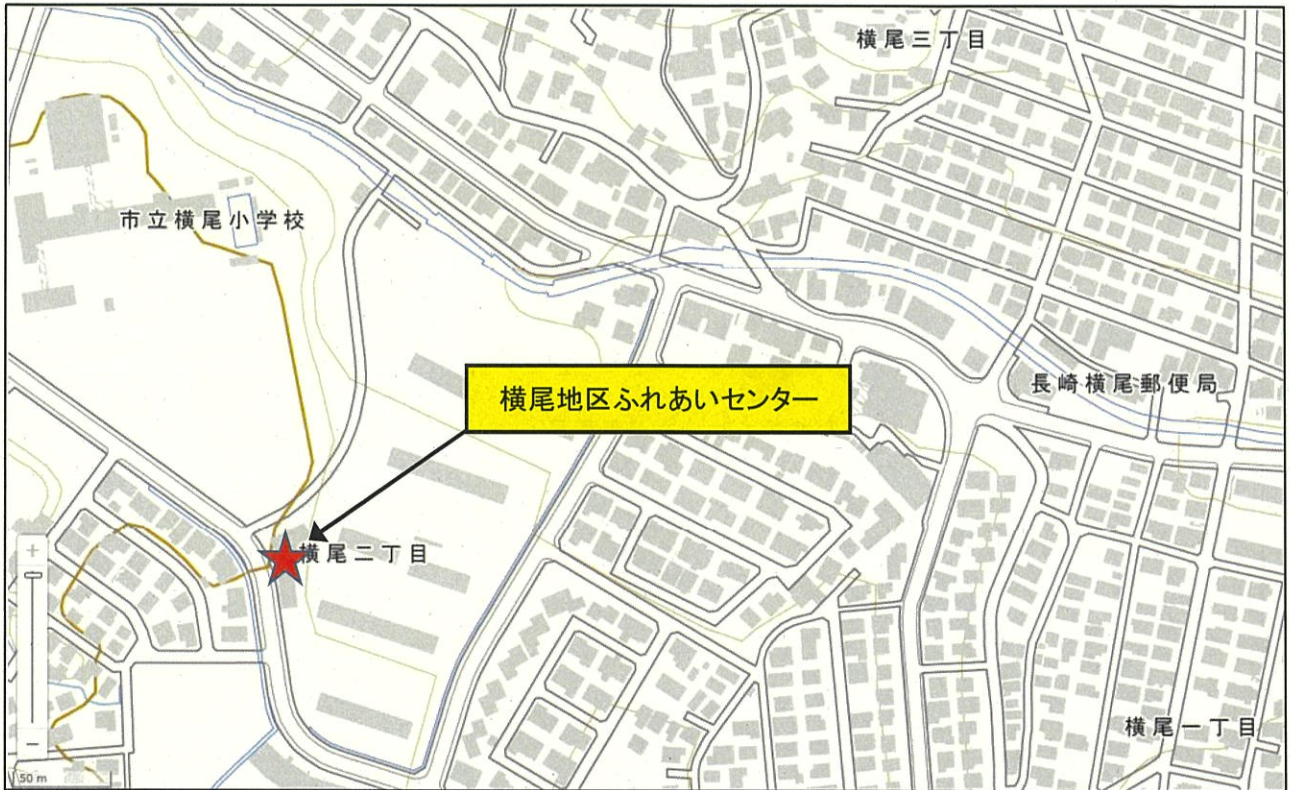 横尾三丁目
市立横尾小学校
長崎横尾郵便局
横尾地区ふれあいセンター
横尾二丁目
横尾一丁目
+
−
50 m